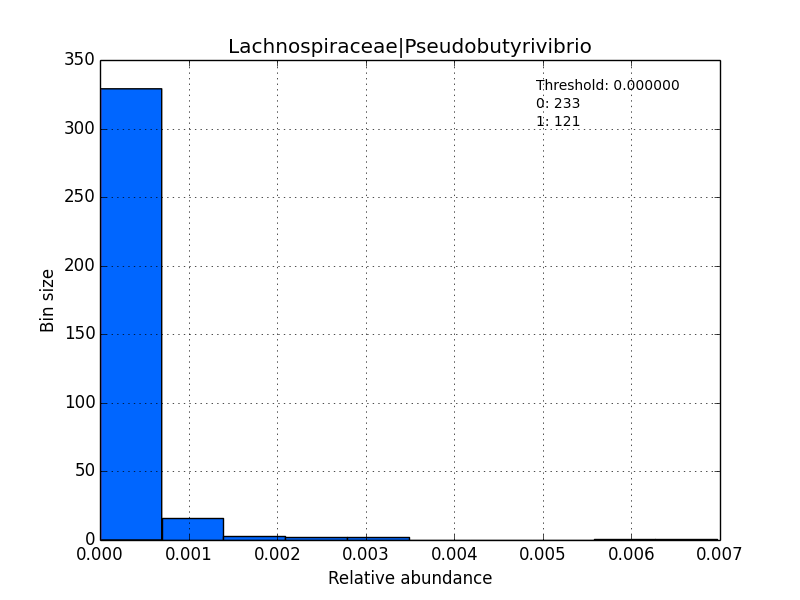 Lachnospiraceae|Pseudobutyrivibrio
Threshold: 0.000000
0: 233
1: 121
350
300
250
200
150
100
50
0
Bin size
0.000 0.001 0.002 0.003 0.004 0.005 0.006 0.007
Relative abundance